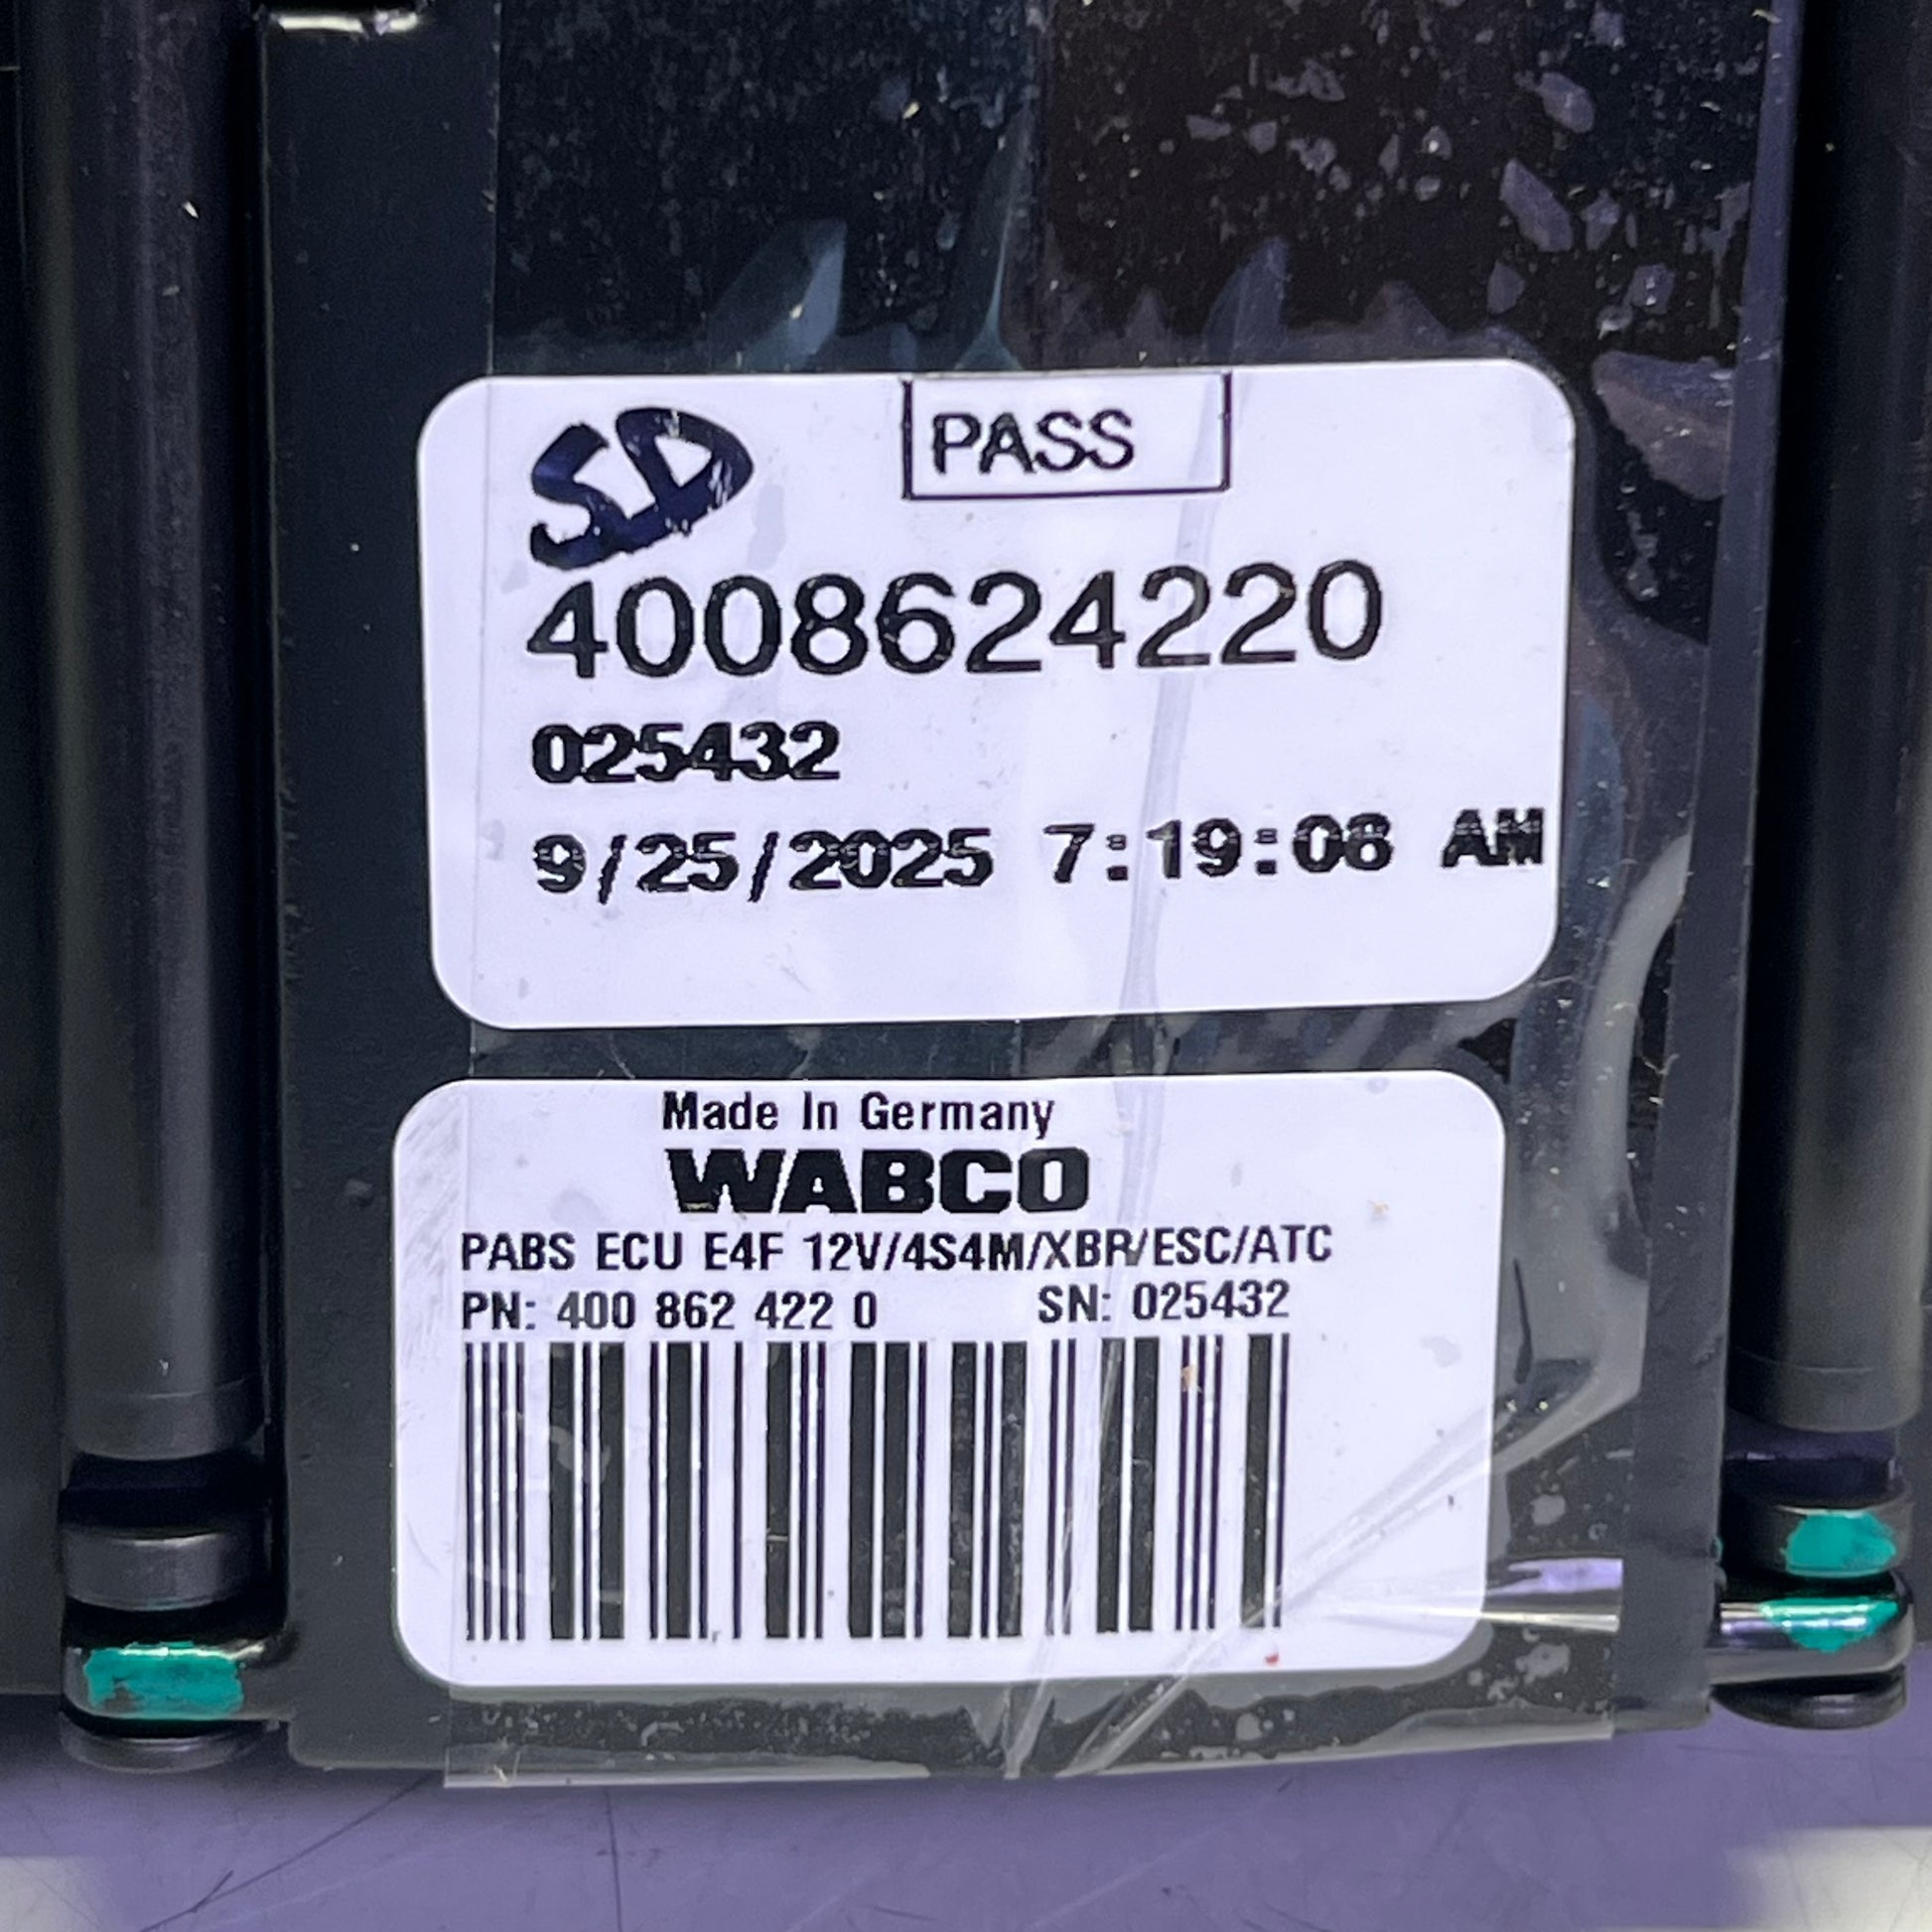 SD
PASS
4008624220
025432
9/25/2025 7:19:08 AM
Made In Germany
WABCO
PABS ECU E4F 12V/4S4M/XBR/ESC/ATC
PN: 400 862 422 0 SN: 025432